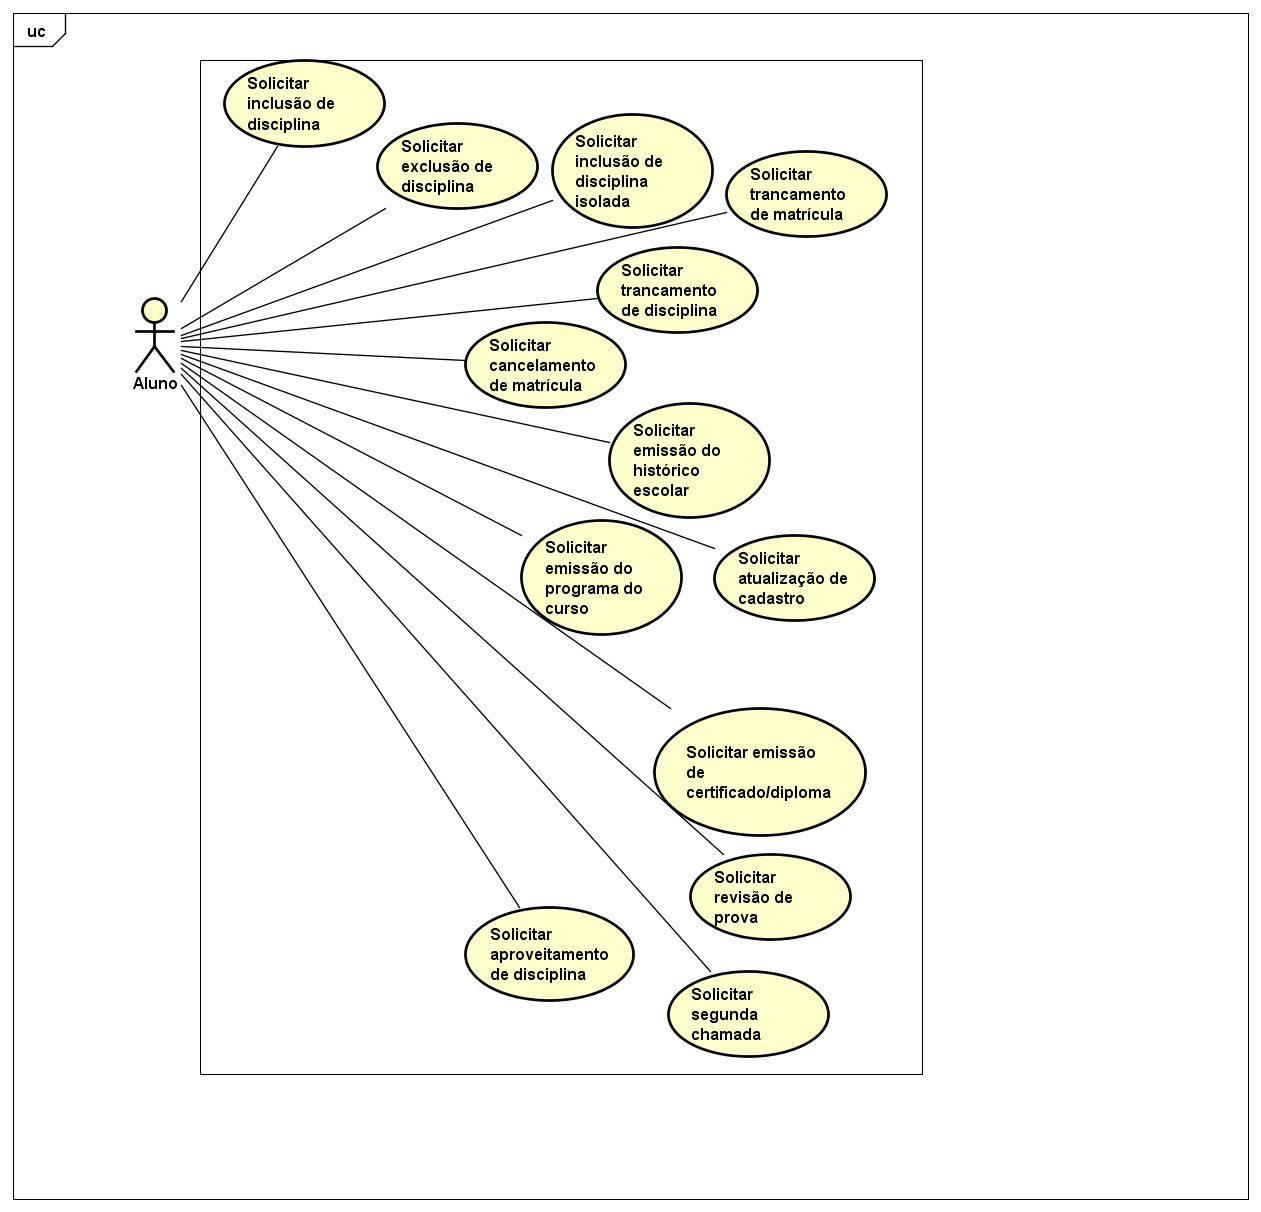 uc
Solicitar
inclusão de
disciplina
Solicitar
exclusão de
disciplina
Solicitar
inclusão de
disciplina
isolada
Solicitar
trancamento
de matrícula
Solicitar
trancamento
de disciplina
Aluno
Solicitar
cancelamento
de matrícula
Solicitar
emissão do
histórico
escolar
Solicitar
emissão do
programa do
curso
Solicitar
atualização de
cadastro
Solicitar emissão
de
certificado/diploma
Solicitar
revisão de
prova
Solicitar
aproveitamento
de disciplina
Solicitar
segunda
chamada